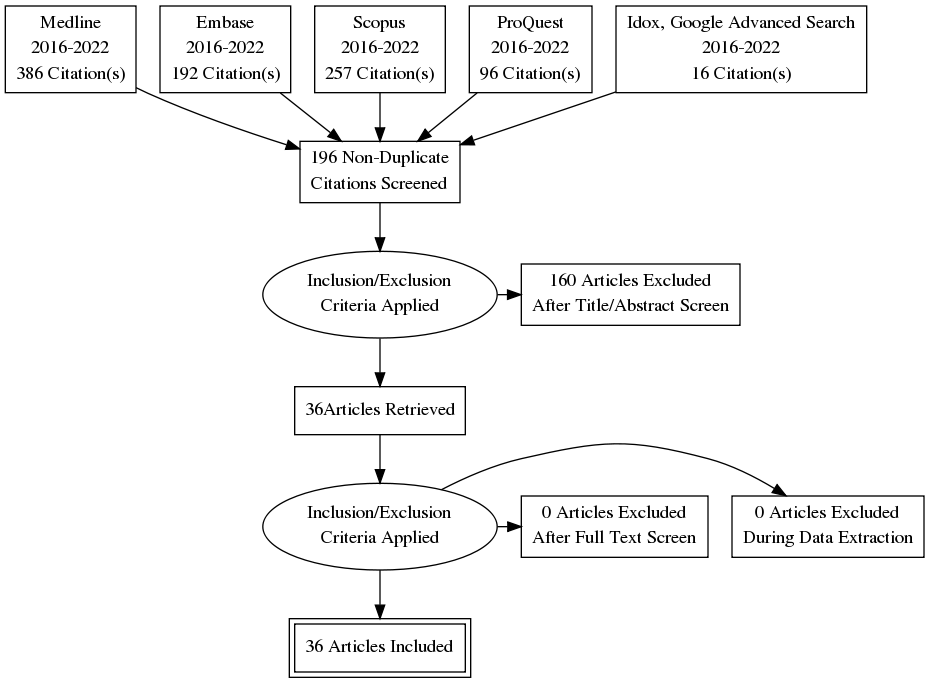 Medline
2016-2022
386 Citation(s)
Embase
2016-2022
192 Citation(s)
Scopus
2016-2022
257 Citation(s)
ProQuest
2016-2022
96 Citation(s)
Idox, Google Advanced Search
2016-2022
16 Citation(s)
196 Non-Duplicate
Citations Screened
Inclusion/Exclusion
Criteria Applied
160 Articles Excluded
After Title/Abstract Screen
36Articles Retrieved
Inclusion/Exclusion
Criteria Applied
0 Articles Excluded
After Full Text Screen
0 Articles Excluded
During Data Extraction
36 Articles Included